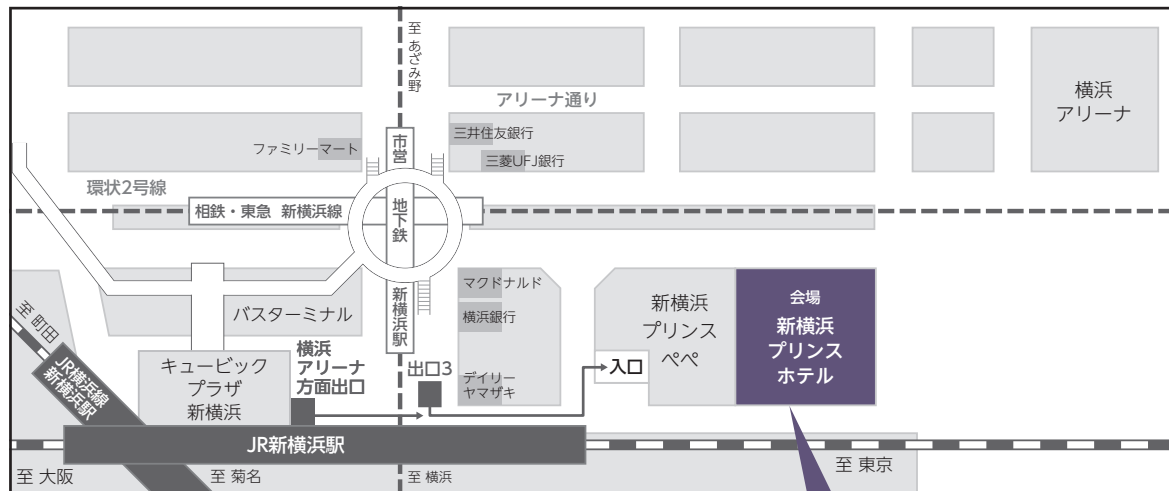 至 あざみ野
アリーナ通り
横浜
アリーナ
ファミリーマート
市営
地下鉄
新横浜駅
三井住友銀行
三菱UFJ銀行
環状2号線
相鉄・東急 新横浜線
バスターミナル
マクドナルド
横浜銀行
デイリー
ヤマザキ
新横浜
プリンス
ペペ
入口
会場
新横浜
プリンス
ホテル
至 町田
JR横浜線
新横浜駅
キュービック
プラザ
新横浜
横浜
アリーナ
方面出口
出口3
JR新横浜駅
至 大阪
至 菊名
至 横浜
至 東京